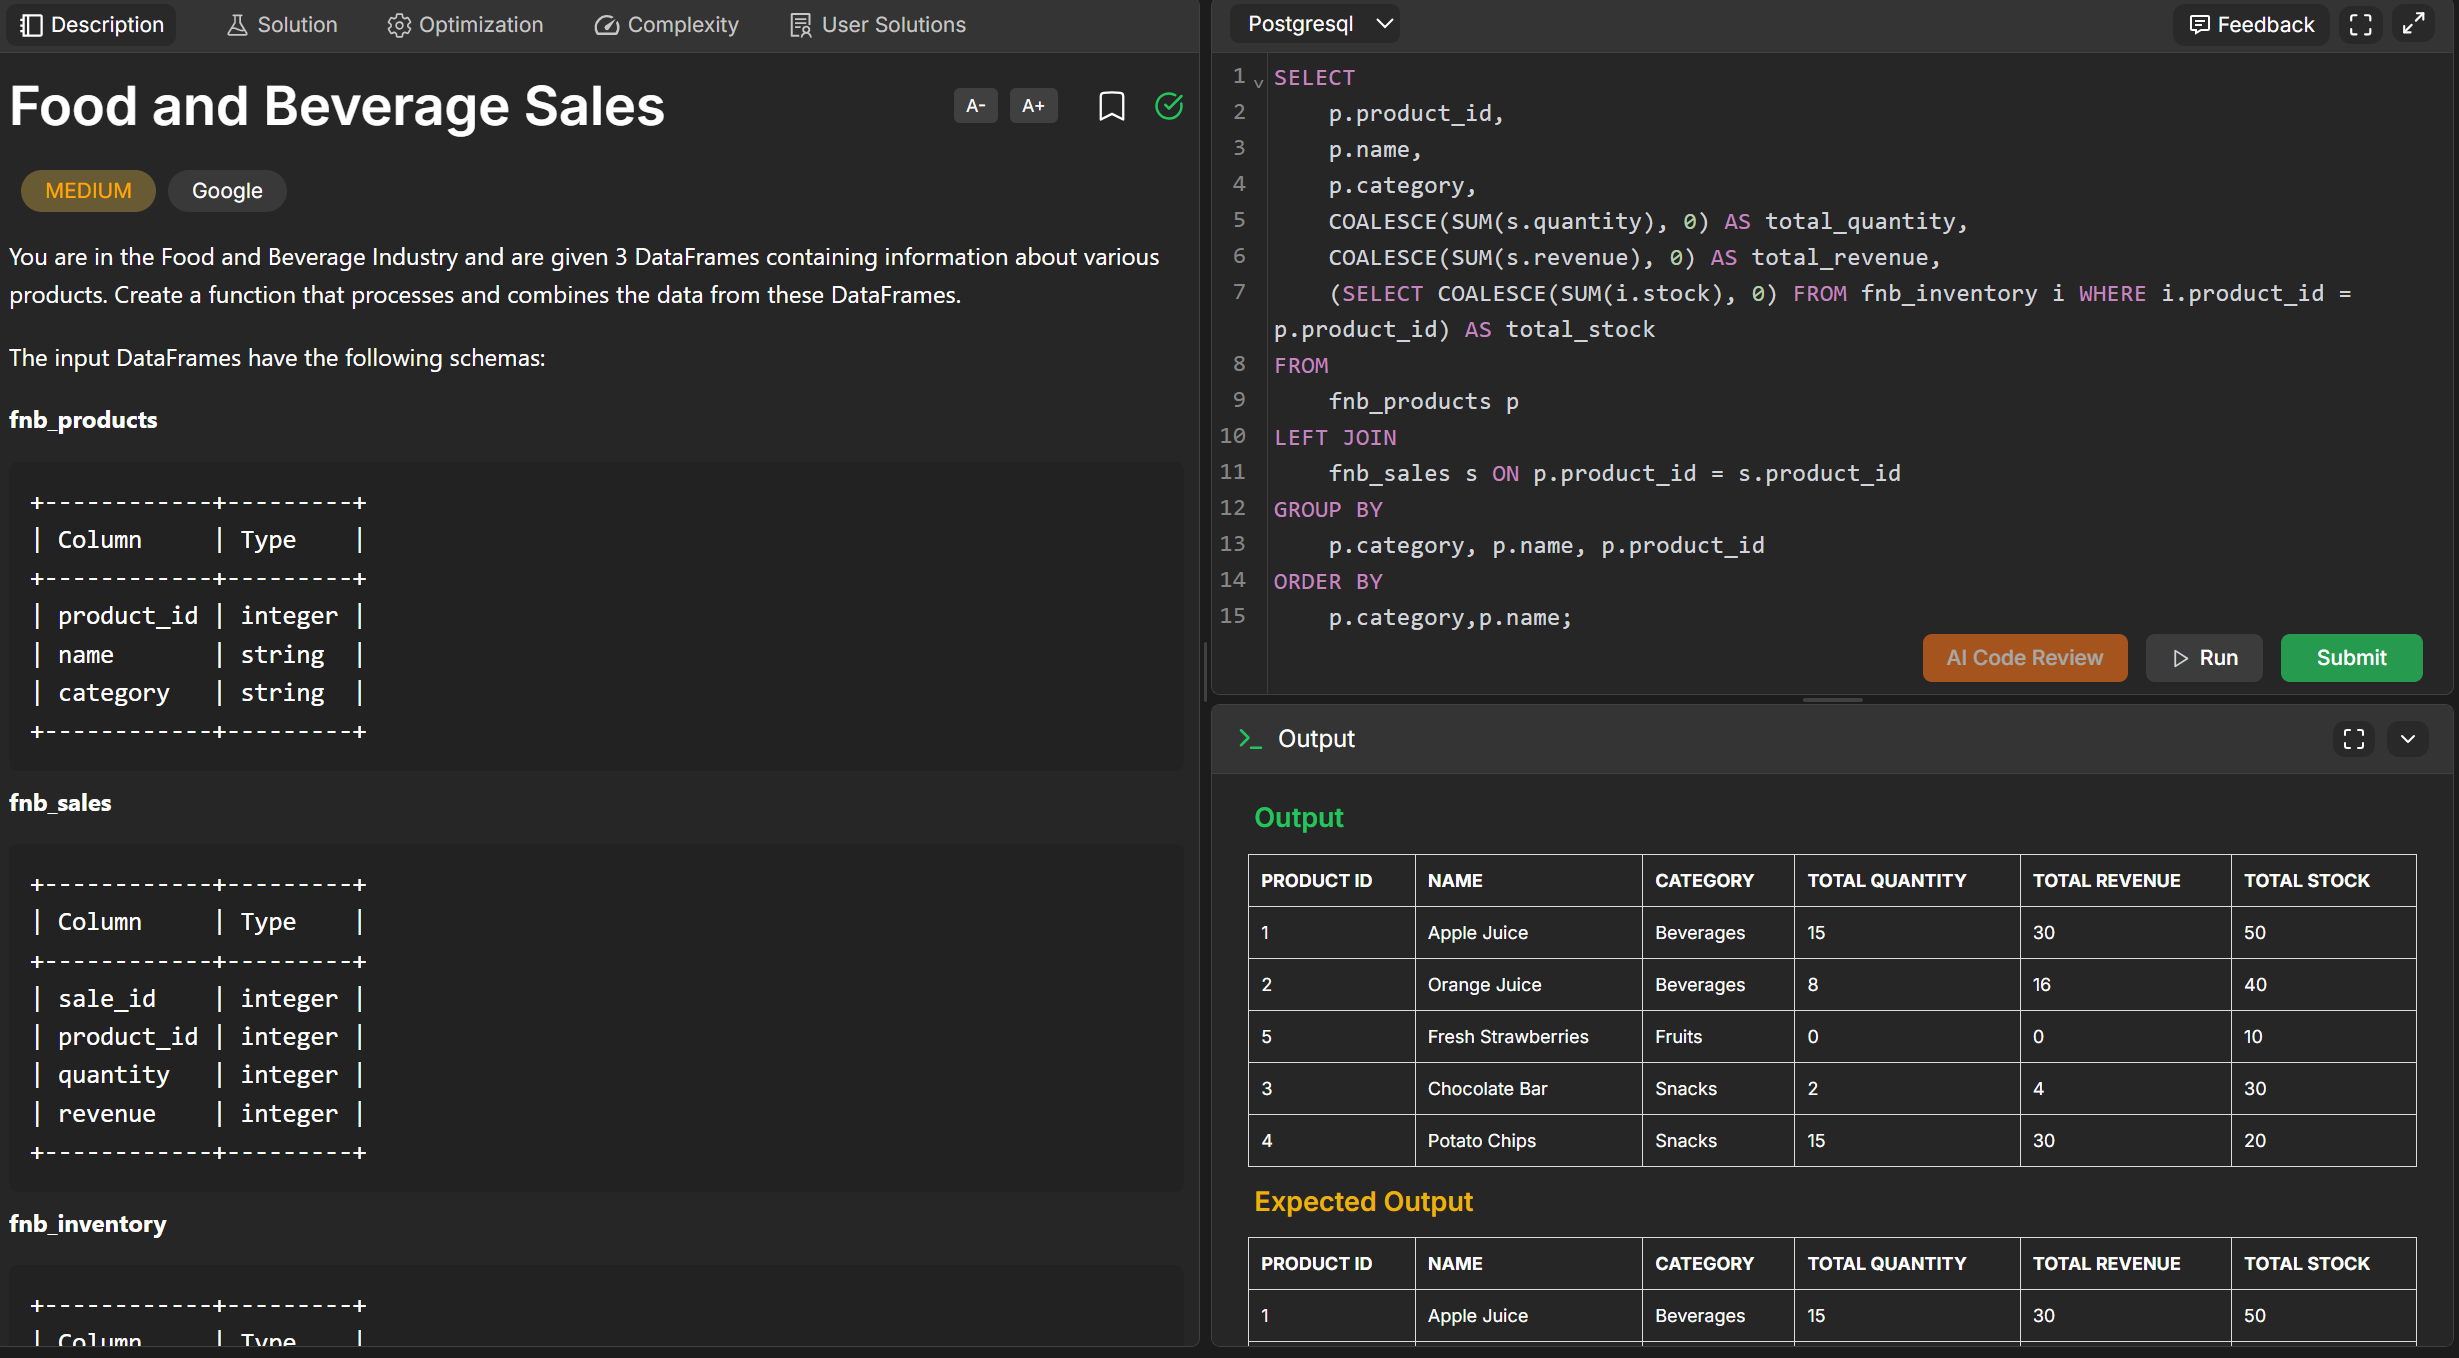 Description
Solution
Optimization
Complexity
User Solutions
Food and Beverage Sales
A-
A+
MEDIUM
Google
You are in the Food and Beverage Industry and are given 3 DataFrames containing information about various
products. Create a function that processes and combines the data from these DataFrames.
The input DataFrames have the following schemas:
fnb_products
+------------+---------+
| Column     | Type    |
+------------+---------+
| product_id | integer |
| name       | string  |
| category   | string  |
+------------+---------+
fnb_sales
+------------+---------+
| Column     | Type    |
+------------+---------+
| sale_id    | integer |
| product_id | integer |
| quantity   | integer |
| revenue    | integer |
+------------+---------+
fnb_inventory
+------------+---------+
| Column     | Type    |
Postgresql
Feedback
1 SELECT
2     p.product_id,
3     p.name,
4     p.category,
5     COALESCE(SUM(s.quantity), 0) AS total_quantity,
6     COALESCE(SUM(s.revenue), 0) AS total_revenue,
7     (SELECT COALESCE(SUM(i.stock), 0) FROM fnb_inventory i WHERE i.product_id =
p.product_id) AS total_stock
8 FROM
9     fnb_products p
10 LEFT JOIN
11     fnb_sales s ON p.product_id = s.product_id
12 GROUP BY
13     p.category, p.name, p.product_id
14 ORDER BY
15     p.category,p.name;
AI Code Review
Run
Submit
>_ Output
Output
PRODUCT ID NAME CATEGORY TOTAL QUANTITY TOTAL REVENUE TOTAL STOCK
1 Apple Juice Beverages 15 30 50
2 Orange Juice Beverages 8 16 40
5 Fresh Strawberries Fruits 0 0 10
3 Chocolate Bar Snacks 2 4 30
4 Potato Chips Snacks 15 30 20
Expected Output
PRODUCT ID NAME CATEGORY TOTAL QUANTITY TOTAL REVENUE TOTAL STOCK
1 Apple Juice Beverages 15 30 50